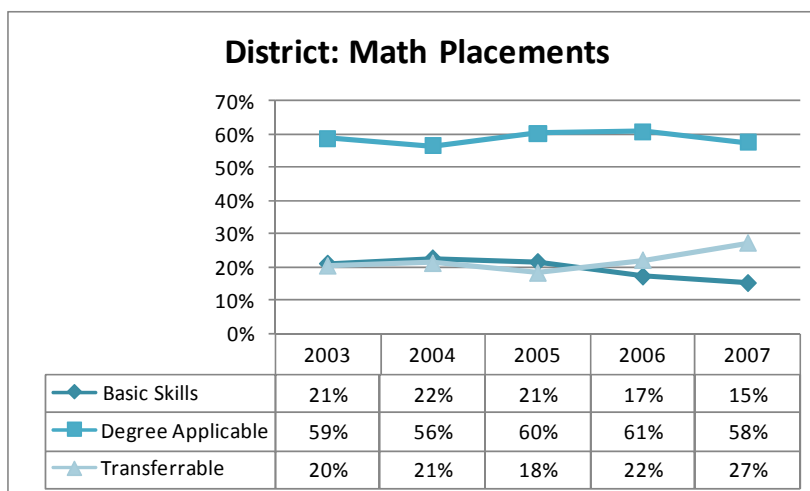 District: Math Placements
70%
60%
50%
40%
30%
20%
10%
0%
2003 2004 2005 2006 2007
Basic Skills 21% 22% 21% 17% 15%
Degree Applicable 59% 56% 60% 61% 58%
Transferrable 20% 21% 18% 22% 27%